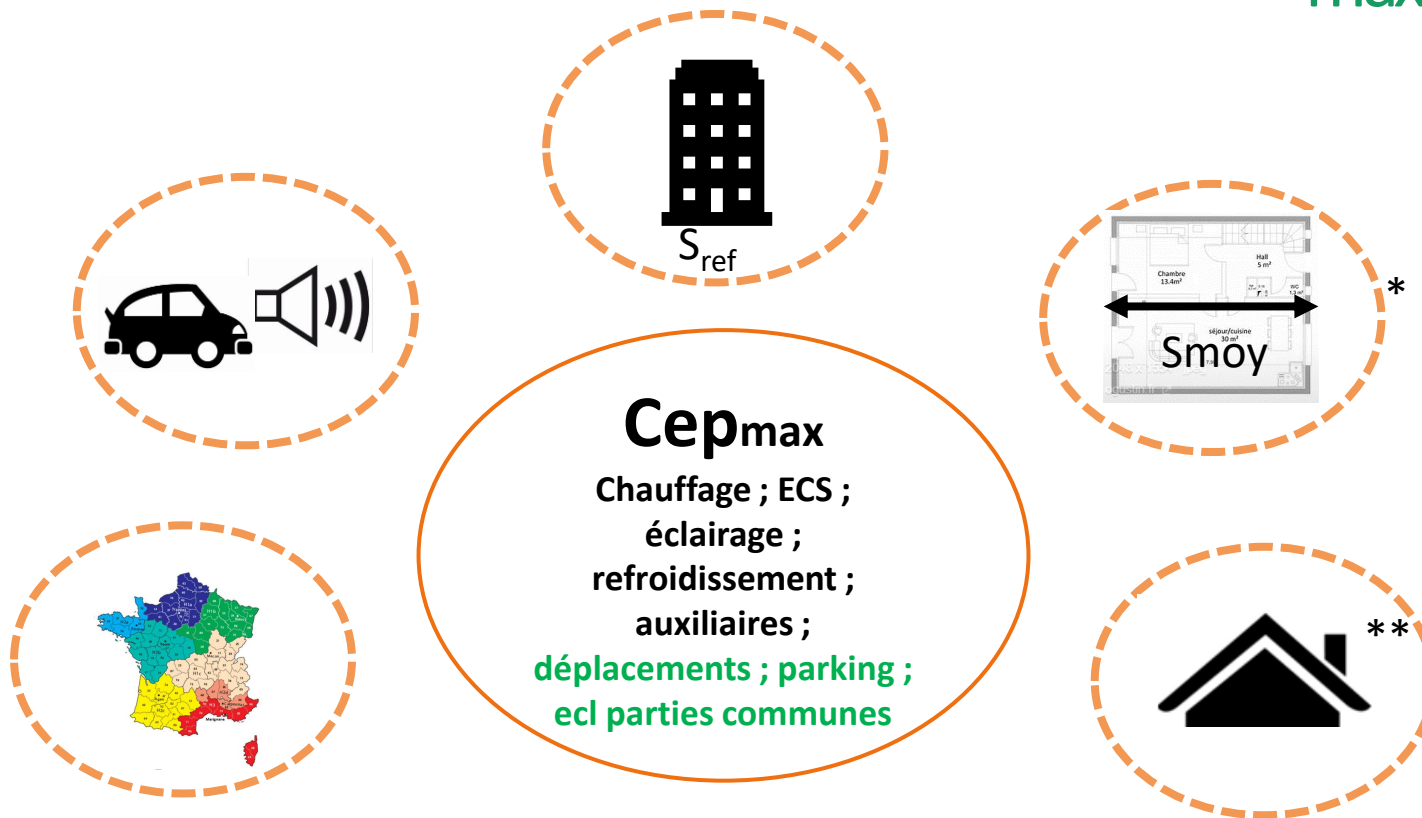 max
S_ref
Chambre
13.4m²
Hall
5 m²
WC
séjour/cuisine
30 m²
Smoy
*
Cepmax
Chauffage ; ECS ;
éclairage ;
refroidissement ;
auxiliaires ;
déplacements ; parking ;
ecl parties communes
**